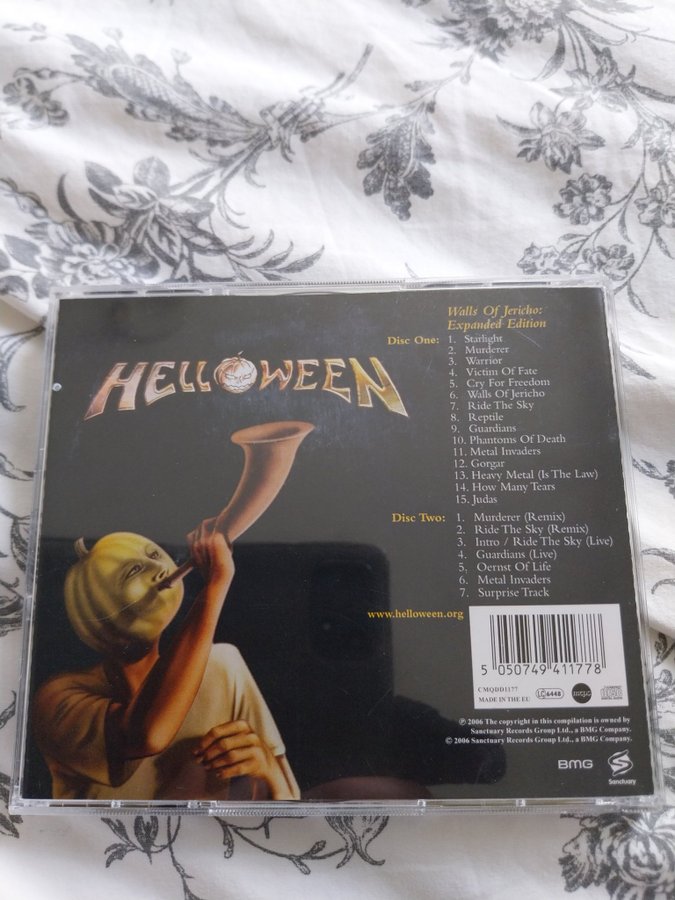 HELLOWEEN
Walls Of Jericho:
Expanded Edition
Disc One: 1. Starlight
2. Murderer
3. Warrior
4. Victim Of Fate
5. Cry For Freedom
6. Walls Of Jericho
7. Ride The Sky
8. Reptile
9. Guardians
10. Phantoms Of Death
11. Metal Invaders
12. Gorgar
13. Heavy Metal (Is The Law)
14. How Many Tears
15. Judas
Disc Two: 1. Murderer (Remix)
2. Ride The Sky (Remix)
3. Intro / Ride The Sky (Live)
4. Guardians (Live)
5. Oernst Of Life
6. Metal Invaders
7. Surprise Track
www.helloween.org
5 050749 411778
CMQDD1177
MADE IN THE EU
LC 6448
℗ 2006 The copyright in this compilation is owned by
Sanctuary Records Group Ltd., a BMG Company.
© 2006 Sanctuary Records Group Ltd., a BMG Company.
BMG
Sanctuary